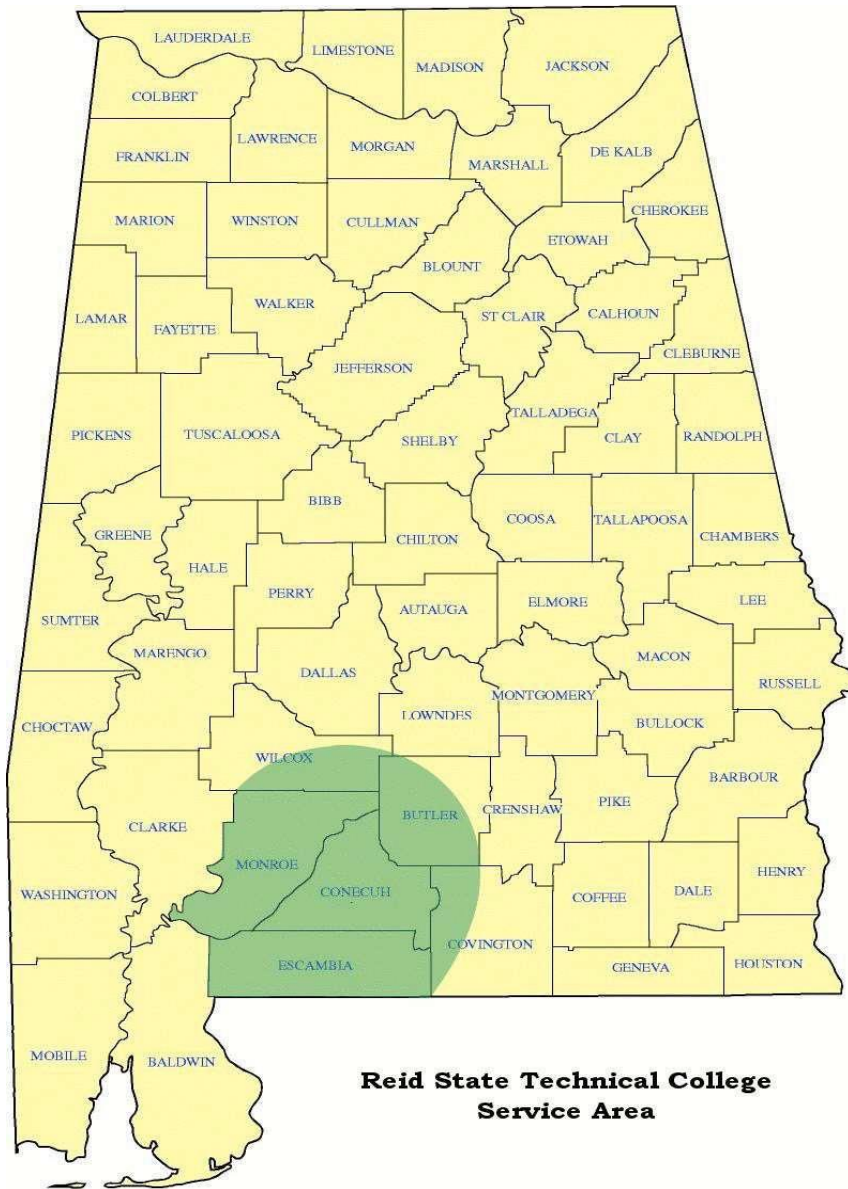 LAUDERDALE
LIMESTONE
MADISON
JACKSON
COLBERT
LAWRENCE
MORGAN
FRANKLIN
MARSHALL
DE KALB
MARION
WINSTON
CULLMAN
CHEROKEE
ETOWAH
BLOUNT
WALKER
LAMAR
FAYETTE
ST CLAIR
CALHOUN
CLEBURNE
JEFFERSON
TALLADEGA
PICKENS
TUSCALOOSA
SHELBY
CLAY
RANDOLPH
BIBB
COOSA
TALLAPOOSA
CHAMBERS
GREENE
HALE
CHILTON
PERRY
AUTAUGA
ELMORE
LEE
SUMTER
MARENGO
DALLAS
MACON
RUSSELL
CHOCTAW
LOWNDES
MONTGOMERY
BULLOCK
WILCOX
BARBOUR
CLARKE
BUTLER
CRENSHAW
PIKE
MONROE
CONECUH
WASHINGTON
COFFEE
DALE
HENRY
COVINGTON
ESCAMBIA
GENEVA
HOUSTON
MOBILE
BALDWIN
Reid State Technical College
Service Area